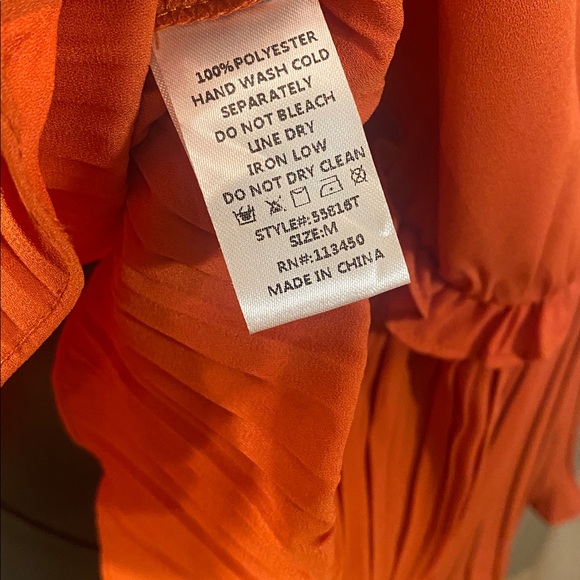 100%POLYESTER
HAND WASH COLD
SEPARATELY
DO NOT BLEACH
LINE DRY
IRON LOW
DO NOT DRY CLEAN
STYLE#:55816T
SIZE:M
RN#:113450
MADE IN CHINA